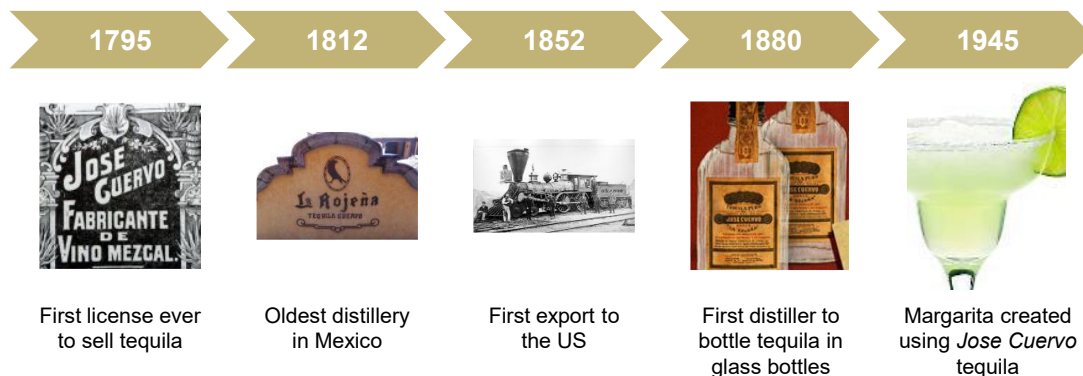 1795
1812
1852
1880
1945
JOSE
CUERVO
FABRICANTE
DE
VINO MEZCAL.
La Rojeña
TEQUILA CUERVO
JOSE CUERVO
JOSE CUERVO
First license ever
to sell tequila
Oldest distillery
in Mexico
First export to
the US
First distiller to
bottle tequila in
glass bottles
Margarita created
using Jose Cuervo
tequila